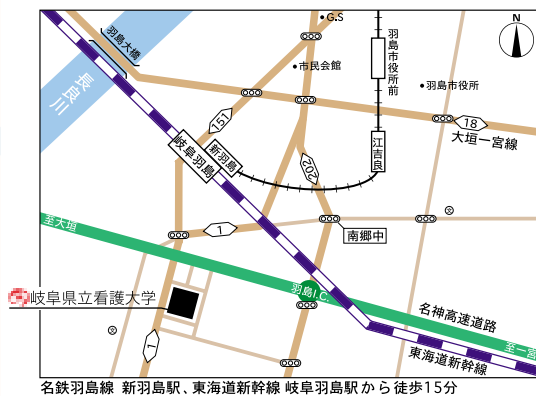 G.S
N
羽島大橋
市民会館
羽島市役所前
羽島市役所
長良川
151
18
大垣一宮線
岐阜羽島
新羽島
江吉良
202
至大垣
1
南郷中
羽島I.C.
岐阜県立看護大学
名神高速道路
1
至一宮
東海道新幹線
名鉄羽島線 新羽島駅、東海道新幹線 岐阜羽島駅から徒歩15分